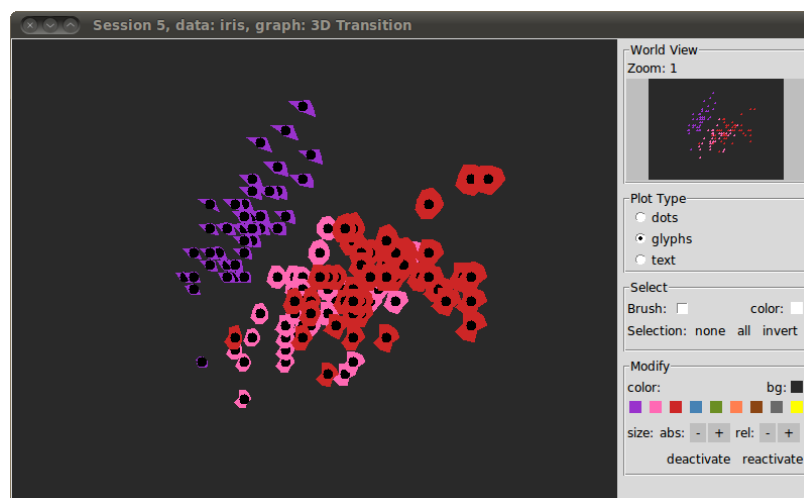 Session 5, data: iris, graph: 3D Transition
World View
Zoom: 1
Plot Type
dots
glyphs
text
Select
Brush: color:
Selection: none all invert
Modify
color: bg:
size: abs: - + rel: - +
deactivate reactivate